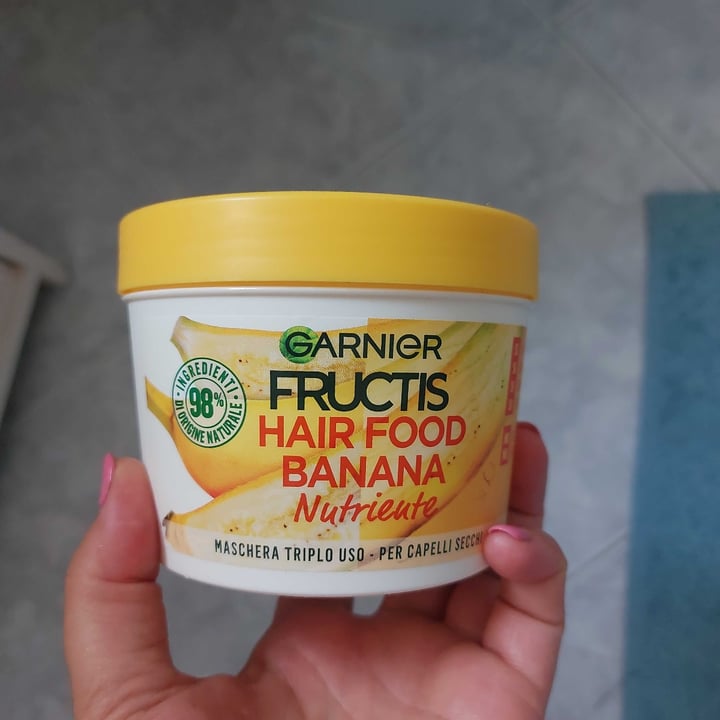 GARNIER
FRUCTIS
HAIR FOOD
BANANA
Nutriente
MASCHERA TRIPLO USO - PER CAPELLI SECCHI
INGREDIENTI
98%
DI ORIGINE NATURALE